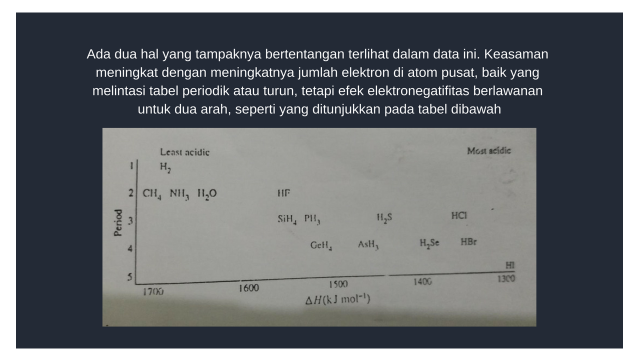 Ada dua hal yang tampaknya bertentangan terlihat dalam data ini. Keasaman
meningkat dengan meningkatnya jumlah elektron di atom pusat, baik yang
melintasi tabel periodik atau turun, tetapi efek elektronegatifitas berlawanan
untuk dua arah, seperti yang ditunjukkan pada tabel dibawah
Least acidic Most acidic
1 H₂
2 CH₄ NH₃ H₂O HF
3 SiH₄ PH₃ H₂S HCl
Period
4 GeH₄ AsH₃ H₂Se HBr
5 HI
1700 1600 1500 1400 1300
ΔH(kJ mol⁻¹)